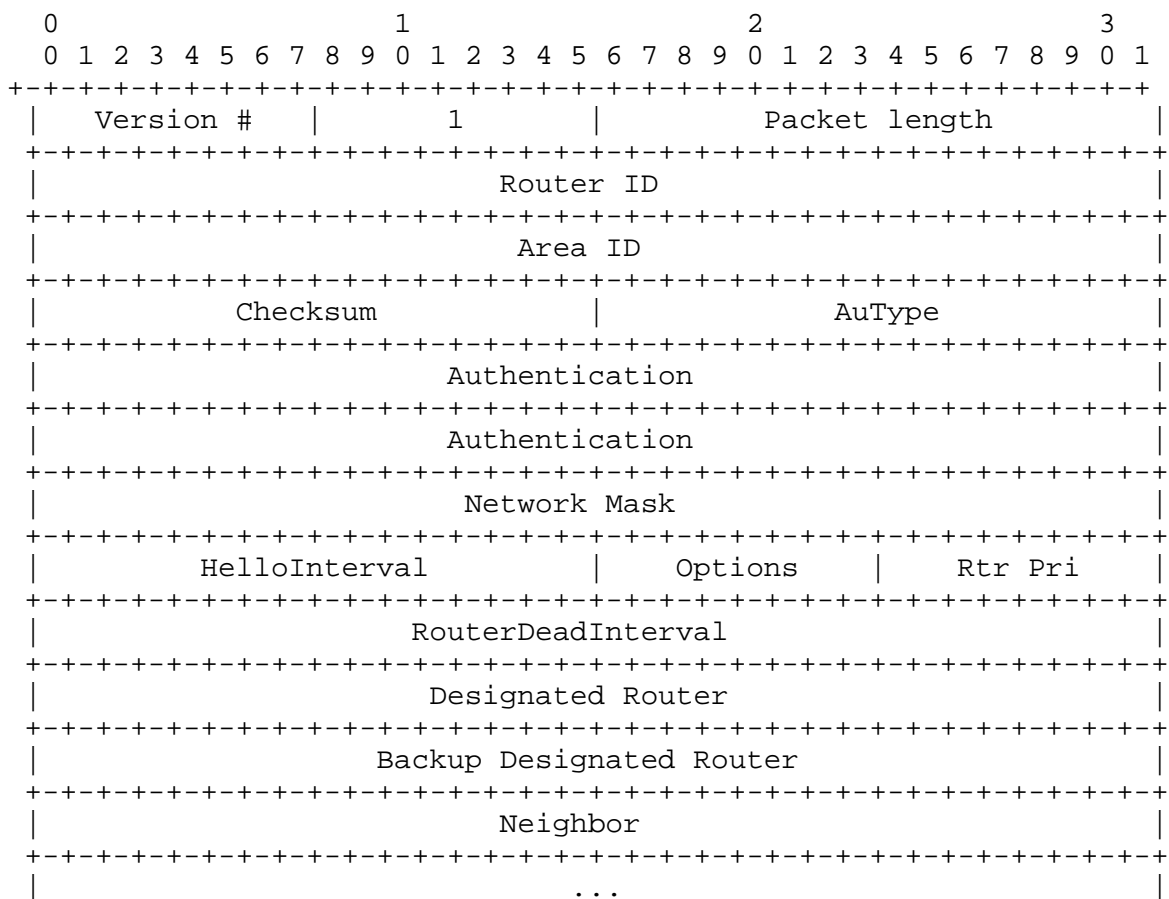 0                   1                   2                   3
0 1 2 3 4 5 6 7 8 9 0 1 2 3 4 5 6 7 8 9 0 1 2 3 4 5 6 7 8 9 0 1
+-+-+-+-+-+-+-+-+-+-+-+-+-+-+-+-+-+-+-+-+-+-+-+-+-+-+-+-+-+-+-+-+
|   Version #   |       1       |         Packet length         |
+-+-+-+-+-+-+-+-+-+-+-+-+-+-+-+-+-+-+-+-+-+-+-+-+-+-+-+-+-+-+-+-+
|                          Router ID                            |
+-+-+-+-+-+-+-+-+-+-+-+-+-+-+-+-+-+-+-+-+-+-+-+-+-+-+-+-+-+-+-+-+
|                           Area ID                             |
+-+-+-+-+-+-+-+-+-+-+-+-+-+-+-+-+-+-+-+-+-+-+-+-+-+-+-+-+-+-+-+-+
|           Checksum            |             AuType            |
+-+-+-+-+-+-+-+-+-+-+-+-+-+-+-+-+-+-+-+-+-+-+-+-+-+-+-+-+-+-+-+-+
|                       Authentication                          |
+-+-+-+-+-+-+-+-+-+-+-+-+-+-+-+-+-+-+-+-+-+-+-+-+-+-+-+-+-+-+-+-+
|                       Authentication                          |
+-+-+-+-+-+-+-+-+-+-+-+-+-+-+-+-+-+-+-+-+-+-+-+-+-+-+-+-+-+-+-+-+
|                        Network Mask                           |
+-+-+-+-+-+-+-+-+-+-+-+-+-+-+-+-+-+-+-+-+-+-+-+-+-+-+-+-+-+-+-+-+
|         HelloInterval         |    Options    |    Rtr Pri    |
+-+-+-+-+-+-+-+-+-+-+-+-+-+-+-+-+-+-+-+-+-+-+-+-+-+-+-+-+-+-+-+-+
|                     RouterDeadInterval                        |
+-+-+-+-+-+-+-+-+-+-+-+-+-+-+-+-+-+-+-+-+-+-+-+-+-+-+-+-+-+-+-+-+
|                      Designated Router                        |
+-+-+-+-+-+-+-+-+-+-+-+-+-+-+-+-+-+-+-+-+-+-+-+-+-+-+-+-+-+-+-+-+
|                   Backup Designated Router                    |
+-+-+-+-+-+-+-+-+-+-+-+-+-+-+-+-+-+-+-+-+-+-+-+-+-+-+-+-+-+-+-+-+
|                          Neighbor                             |
+-+-+-+-+-+-+-+-+-+-+-+-+-+-+-+-+-+-+-+-+-+-+-+-+-+-+-+-+-+-+-+-+
|                              ...                              |